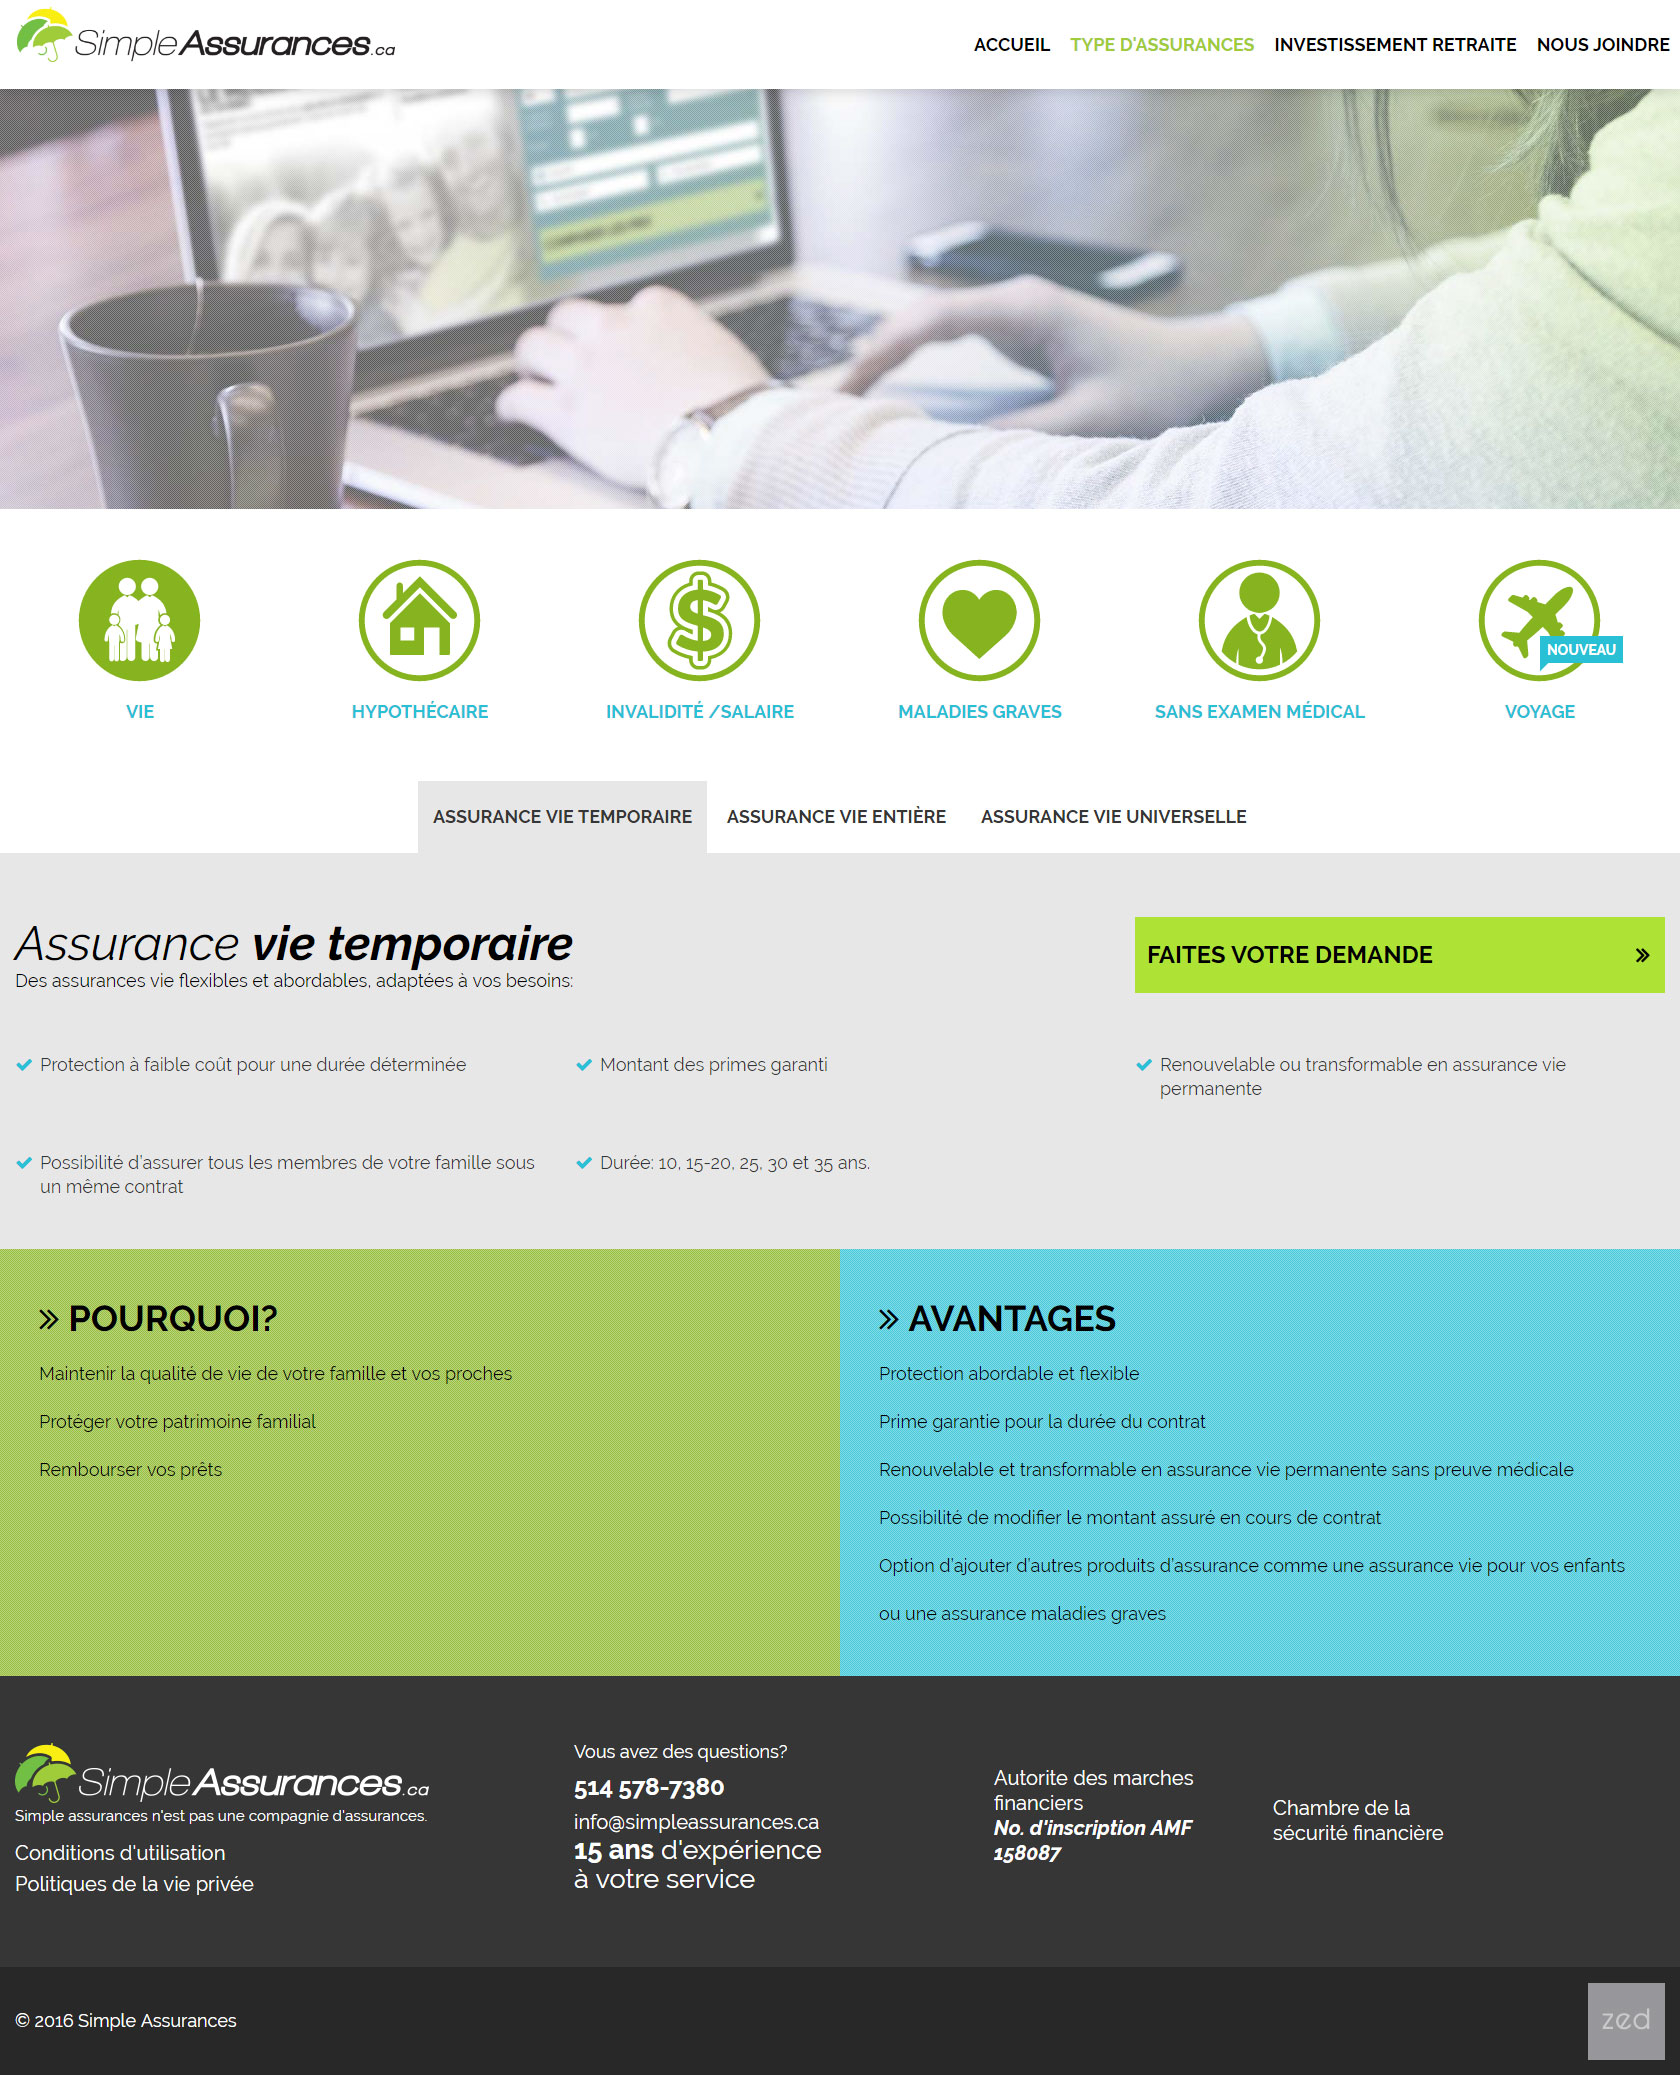 SimpleAssurances.ca
ACCUEIL TYPE D'ASSURANCES INVESTISSEMENT RETRAITE NOUS JOINDRE
NOUVEAU
VIE HYPOTHÉCAIRE INVALIDITÉ /SALAIRE MALADIES GRAVES SANS EXAMEN MÉDICAL VOYAGE
ASSURANCE VIE TEMPORAIRE ASSURANCE VIE ENTIÈRE ASSURANCE VIE UNIVERSELLE
Assurance vie temporaire
Des assurances vie flexibles et abordables, adaptées à vos besoins:
FAITES VOTRE DEMANDE
Protection à faible coût pour une durée déterminée
Montant des primes garanti
Renouvelable ou transformable en assurance vie
permanente
Possibilité d'assurer tous les membres de votre famille sous
un même contrat
Durée: 10, 15-20, 25, 30 et 35 ans.
» POURQUOI?
Maintenir la qualité de vie de votre famille et vos proches
Protéger votre patrimoine familial
Rembourser vos prêts
» AVANTAGES
Protection abordable et flexible
Prime garantie pour la durée du contrat
Renouvelable et transformable en assurance vie permanente sans preuve médicale
Possibilité de modifier le montant assuré en cours de contrat
Option d'ajouter d'autres produits d'assurance comme une assurance vie pour vos enfants
ou une assurance maladies graves
SimpleAssurances.ca
Simple assurances n'est pas une compagnie d'assurances.
Conditions d'utilisation
Politiques de la vie privée
Vous avez des questions?
514 578-7380
info@simpleassurances.ca
15 ans d'expérience
à votre service
Autorite des marches
financiers
No. d'inscription AMF
158087
Chambre de la
sécurité financière
© 2016 Simple Assurances
zed